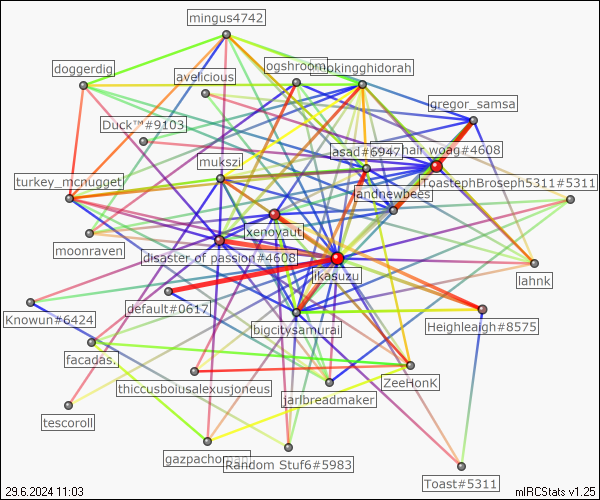 mingus4742
ogshroom
smokingghidorah
doggerdig
avelicious
gregor_samsa
Duck™#9103
asad#6947
hair woag#4608
mukszi
turkey_mcnugget
ToastephBroseph5311#5311
andnewbees
xenoyaut
moonraven
disaster of passion#4608
ikasuzu
lahnk
default#0617
Knowun#6424
bigcitysamurai
Heighleaigh#8575
facadas.
thiccusboiusalexusjoneus
ZeeHonK
jarlbreadmaker
tescoroll
gazpachoman
Random Stuf6#5983
Toast#5311
29.6.2024 11:03
mIRCStats v1.25